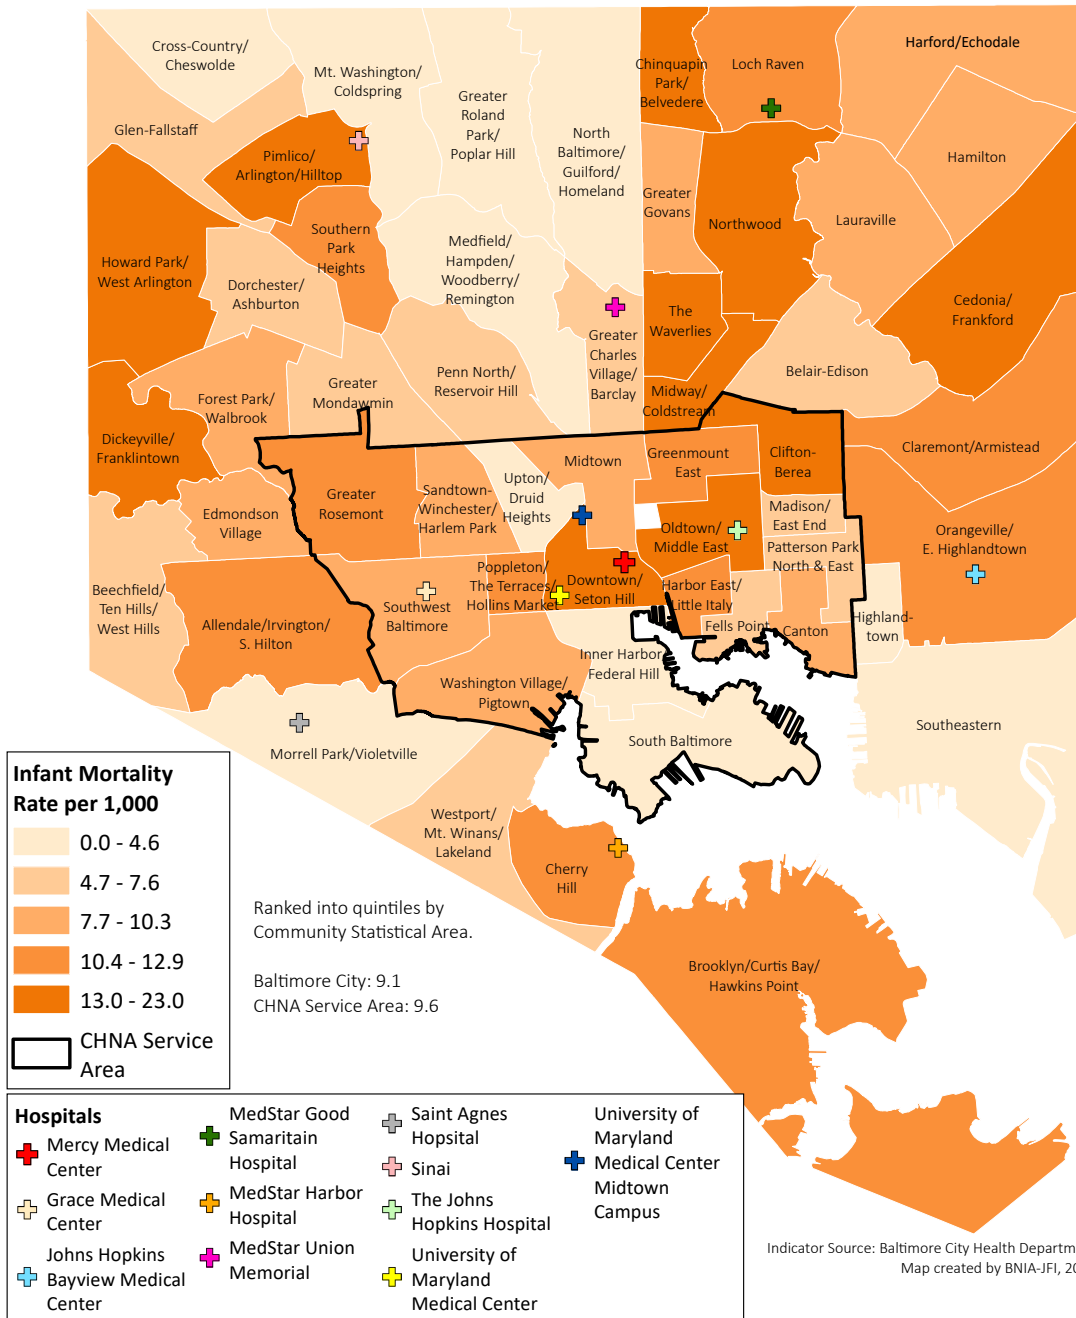 Cross-Country/
Cheswolde
Mt. Washington/
Coldspring
Greater
Roland
Park/
Poplar Hill
North
Baltimore/
Guilford/
Homeland
Chinquapin
Park/
Belvedere
Loch Raven
Harford/Echodale
Glen-Fallstaff
Pimlico/
Arlington/Hilltop
Hamilton
Greater
Govans
Northwood
Lauraville
Southern
Park
Heights
Medfield/
Hampden/
Woodberry/
Remington
Howard Park/
West Arlington
Dorchester/
Ashburton
Cedonia/
Frankford
The
Waverlies
Greater
Charles
Village/
Barclay
Belair-Edison
Penn North/
Reservoir Hill
Greater
Mondawmin
Forest Park/
Walbrook
Midway/
Coldstream
Dickeyville/
Franklintown
Claremont/Armistead
Midtown
Greenmount
East
Clifton-
Berea
Upton/
Druid
Heights
Greater
Rosemont
Sandtown-
Winchester/
Harlem Park
Edmondson
Village
Madison/
East End
Oldtown/
Middle East
Orangeville/
E. Highlandtown
Patterson Park
North & East
Poppleton/
The Terraces/
Hollins Market
Downtown/
Seton Hill
Harbor East/
Little Italy
Beechfield/
Ten Hills/
West Hills
Southwest
Baltimore
Allendale/Irvington/
S. Hilton
Fells Point
Canton
Highland-
town
Inner Harbor/
Federal Hill
Washington Village/
Pigtown
Southeastern
South Baltimore
Morrell Park/Violetville
Westport/
Mt. Winans/
Lakeland
Cherry
Hill
Brooklyn/Curtis Bay/
Hawkins Point
Infant Mortality
Rate per 1,000
0.0 - 4.6
4.7 - 7.6
7.7 - 10.3
10.4 - 12.9
13.0 - 23.0
CHNA Service
Area
Ranked into quintiles by
Community Statistical Area.
Baltimore City: 9.1
CHNA Service Area: 9.6
Hospitals
Mercy Medical
Center
Grace Medical
Center
Johns Hopkins
Bayview Medical
Center
MedStar Good
Samaritain
Hospital
MedStar Harbor
Hospital
MedStar Union
Memorial
Saint Agnes
Hopsital
Sinai
The Johns
Hopkins Hospital
University of
Maryland
Medical Center
University of
Maryland
Medical Center
Midtown
Campus
Indicator Source: Baltimore City Health Departm
Map created by BNIA-JFI, 20